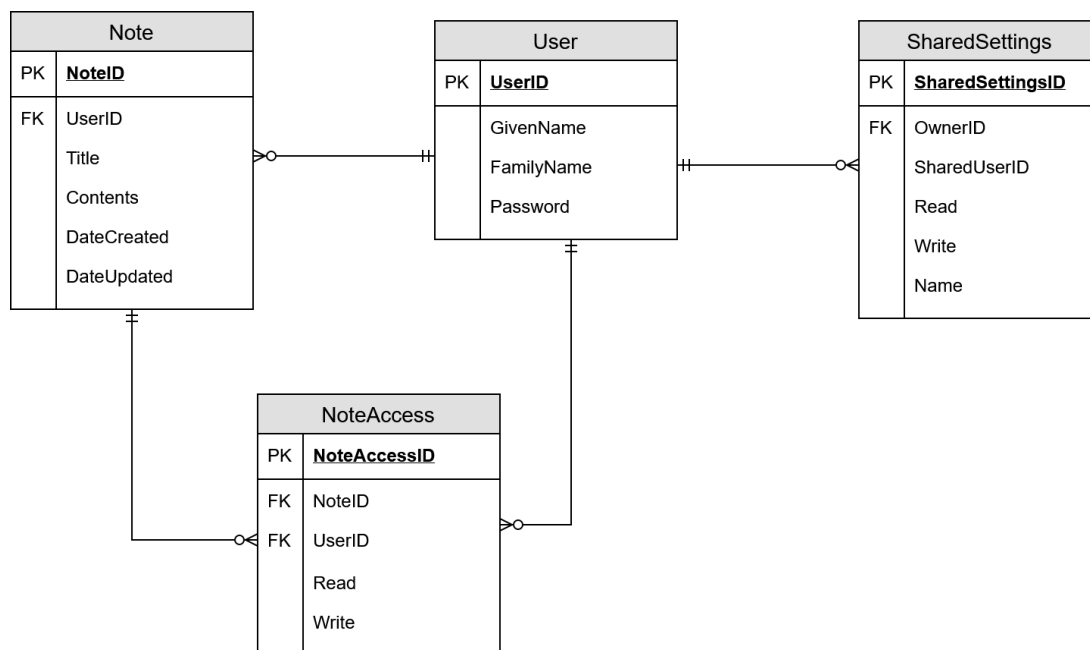 Note
PK NoteID
FK UserID
Title
Contents
DateCreated
DateUpdated
User
PK UserID
GivenName
FamilyName
Password
SharedSettings
PK SharedSettingsID
FK OwnerID
SharedUserID
Read
Write
Name
NoteAccess
PK NoteAccessID
FK NoteID
FK UserID
Read
Write